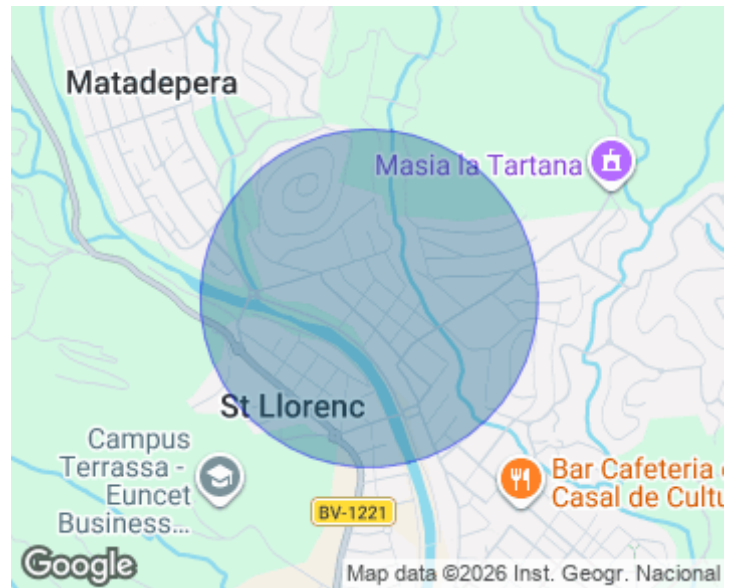 Matadepera
Masia la Tartana
St Llorenc
Campus
Terrassa -
Euncet
Business...
BV-1221
Bar Cafeteria
Casal de Cultu
Google
Map data ©2026 Inst. Geogr. Nacional